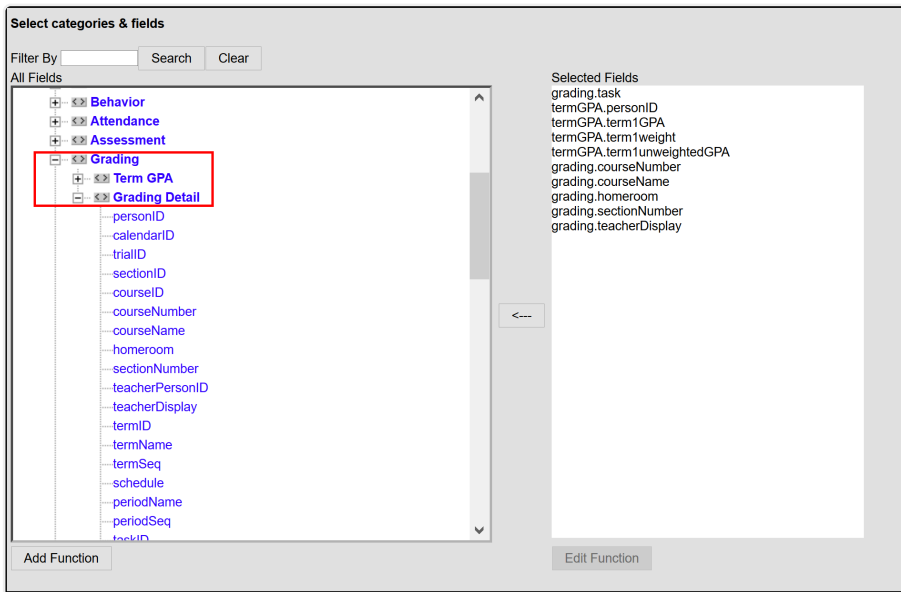 Select categories & fields
Filter By
Search
Clear
All Fields
Behavior
Attendance
Assessment
Grading
Term GPA
Grading Detail
personID
calendarID
trialID
sectionID
courseID
courseNumber
courseName
homeroom
sectionNumber
teacherPersonID
teacherDisplay
termID
termName
termSeq
schedule
periodName
periodSeq
taskID
Add Function
<---
Selected Fields
grading.task
termGPA.personID
termGPA.term1GPA
termGPA.term1weight
termGPA.term1unweightedGPA
grading.courseNumber
grading.courseName
grading.homeroom
grading.sectionNumber
grading.teacherDisplay
Edit Function